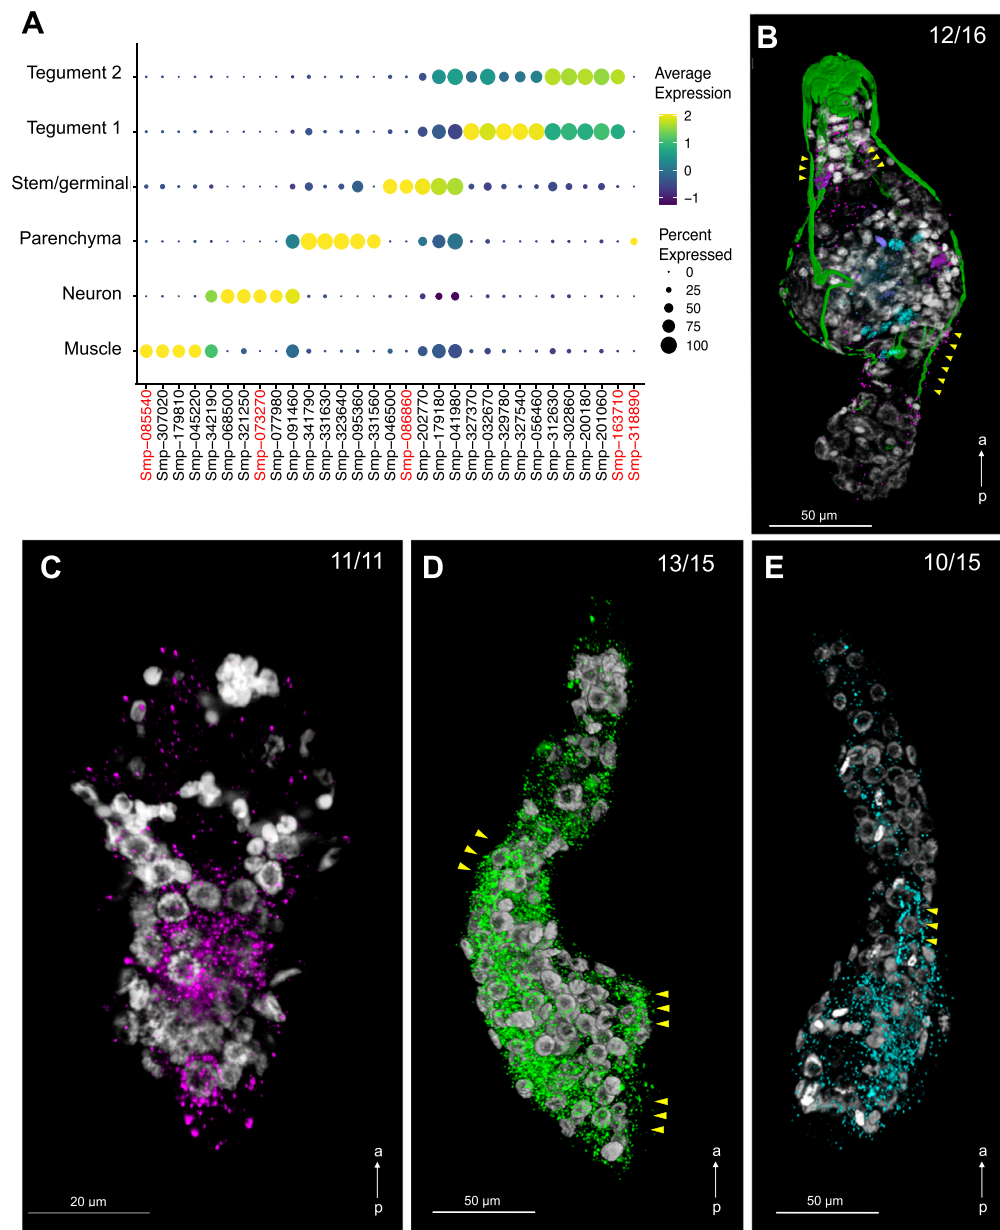 A
Tegument 2
Tegument 1
Stem/germinal
Parenchyma
Neuron
Muscle
Smp-085540
Smp-307020
Smp-179810
Smp-045220
Smp-342190
Smp-068500
Smp-321250
Smp-073270
Smp-077980
Smp-091460
Smp-341790
Smp-331630
Smp-323640
Smp-095360
Smp-331560
Smp-046500
Smp-086860
Smp-202770
Smp-179180
Smp-041980
Smp-327370
Smp-032670
Smp-329780
Smp-327540
Smp-056460
Smp-312630
Smp-302860
Smp-200180
Smp-201060
Smp-163710
Smp-318890
Average
Expression
2
1
0
−1
Percent
Expressed
0
25
50
75
100
B
12/16
a
p
50 µm
C
11/11
a
p
20 µm
D
13/15
a
p
50 µm
E
10/15
a
p
50 µm